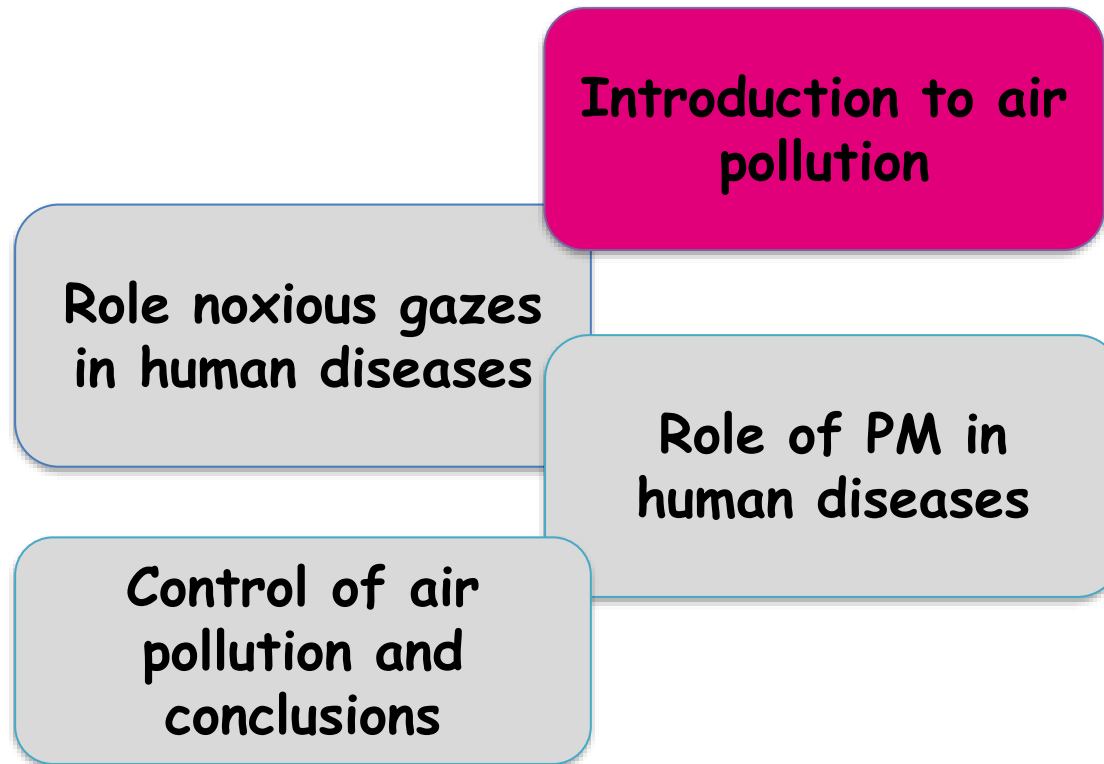 Introduction to air
pollution
Role noxious gazes
in human diseases
Role of PM in
human diseases
Control of air
pollution and
conclusions